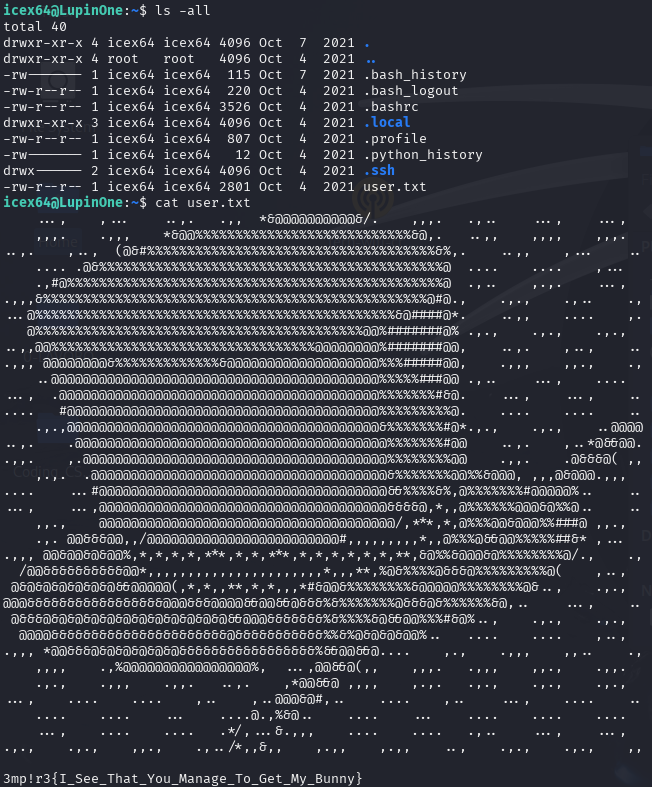 icex64@LupinOne:~$ ls -all
total 40
drwxr-xr-x 4 icex64 icex64 4096 Oct  7  2021 .
drwxr-xr-x 4 root   root   4096 Oct  4  2021 ..
-rw------- 1 icex64 icex64  115 Oct  7  2021 .bash_history
-rw-r--r-- 1 icex64 icex64  220 Oct  4  2021 .bash_logout
-rw-r--r-- 1 icex64 icex64 3526 Oct  4  2021 .bashrc
drwxr-xr-x 3 icex64 icex64 4096 Oct  4  2021 .local
-rw-r--r-- 1 icex64 icex64  807 Oct  4  2021 .profile
-rw------- 1 icex64 icex64   12 Oct  4  2021 .python_history
drwx------ 2 icex64 icex64 4096 Oct  4  2021 .ssh
-rw-r--r-- 1 icex64 icex64 2801 Oct  4  2021 user.txt
icex64@LupinOne:~$ cat user.txt
3mp!r3{I_See_That_You_Manage_To_Get_My_Bunny}